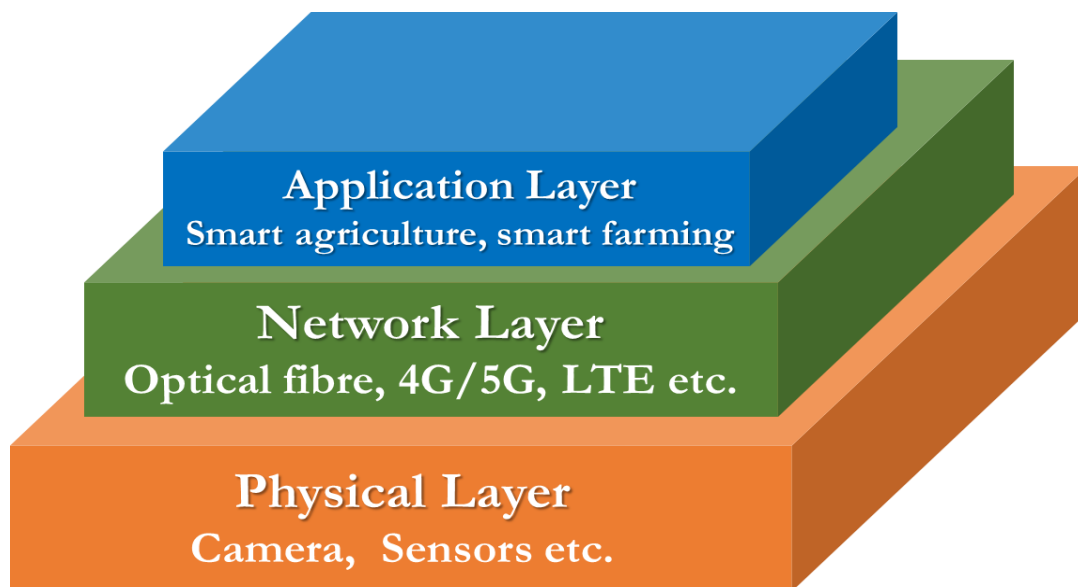 Application Layer
Smart agriculture, smart farming
Network Layer
Optical fibre, 4G/5G, LTE etc.
Physical Layer
Camera,  Sensors etc.